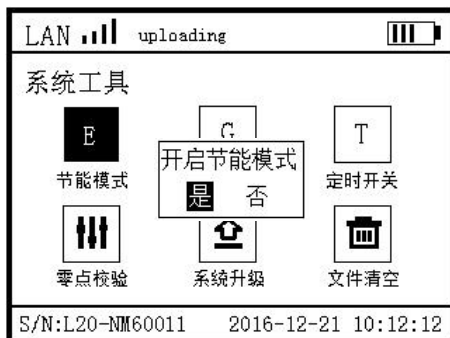 LAN uploading
系统工具
E G T
开启节能模式
是 否
节能模式 定时开关
零点校验 系统升级 文件清空
S/N:L20-NM60011 2016-12-21 10:12:12